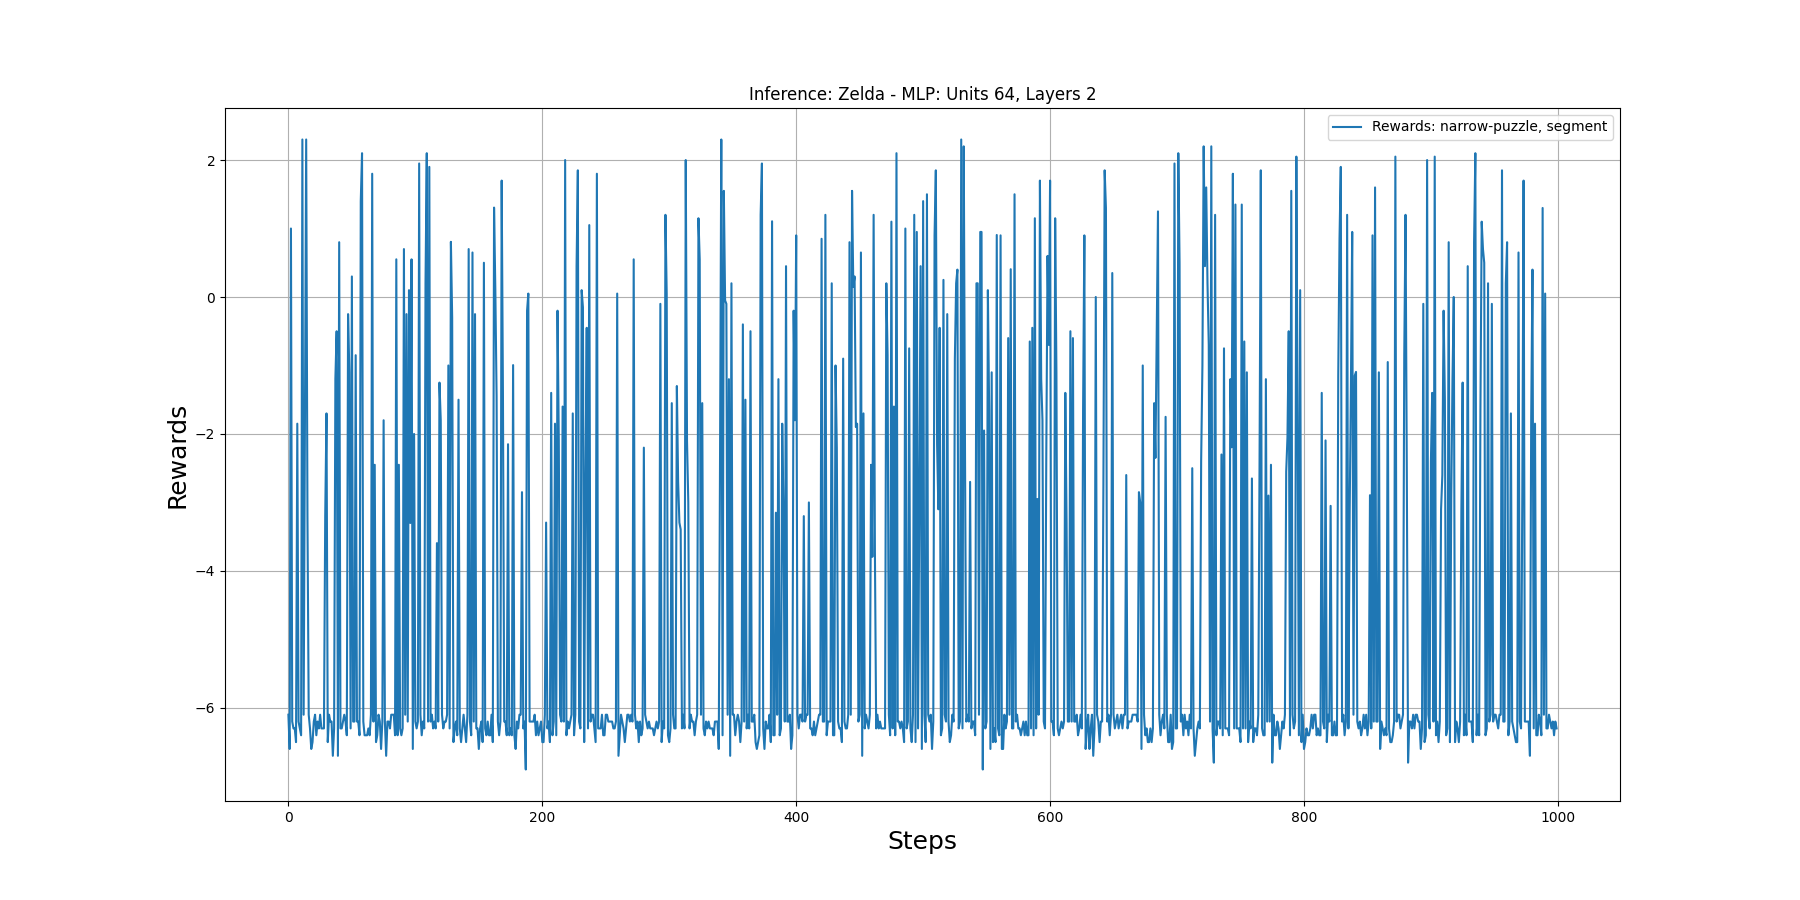 Inference: Zelda - MLP: Units 64, Layers 2
Rewards: narrow-puzzle, segment
2
0
−2
−4
−6
Rewards
0 200 400 600 800 1000
Steps